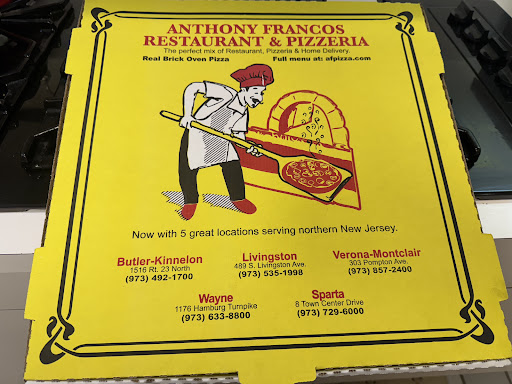 ANTHONY FRANCOS
RESTAURANT & PIZZERIA
The perfect mix of Restaurant, Pizzeria & Home Delivery.
Real Brick Oven Pizza Full menu at: afpizza.com
Now with 5 great locations serving northern New Jersey.
Butler-Kinnelon
1516 Rt. 23 North
(973) 492-1700
Livingston
489 S. Livingston Ave.
(973) 535-1998
Verona-Montclair
303 Pompton Ave.
(973) 857-2400
Wayne
1176 Hamburg Turnpike
(973) 633-8800
Sparta
8 Town Center Drive
(973) 729-6000